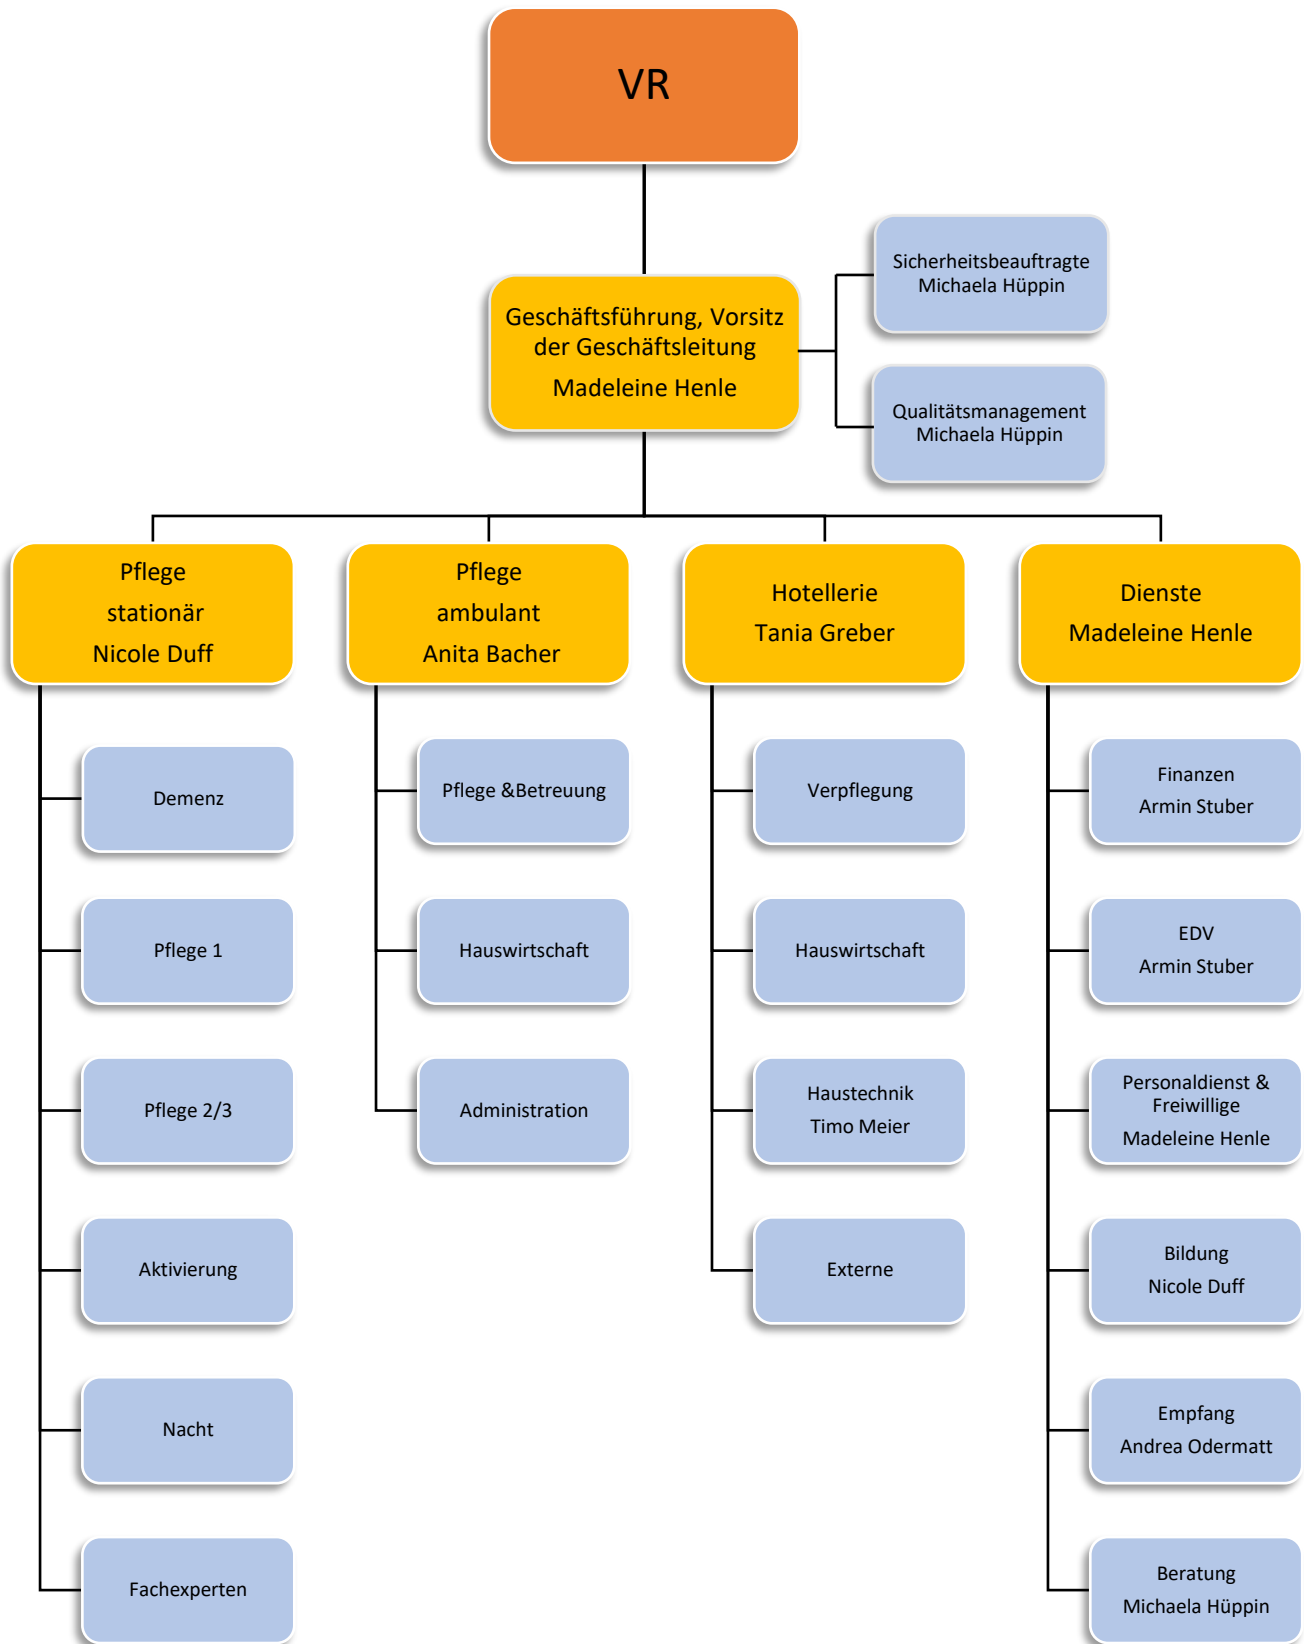 VR
Sicherheitsbeauftragte
Michaela Hüppin
Geschäftsführung, Vorsitz
der Geschäftsleitung
Madeleine Henle
Qualitätsmanagement
Michaela Hüppin
Pflege
stationär
Nicole Duff
Pflege
ambulant
Anita Bacher
Hotellerie
Tania Greber
Dienste
Madeleine Henle
Demenz
Pflege 1
Pflege 2/3
Aktivierung
Nacht
Fachexperten
Pflege &Betreuung
Hauswirtschaft
Administration
Verpflegung
Hauswirtschaft
Haustechnik
Timo Meier
Externe
Finanzen
Armin Stuber
EDV
Armin Stuber
Personaldienst &
Freiwillige
Madeleine Henle
Bildung
Nicole Duff
Empfang
Andrea Odermatt
Beratung
Michaela Hüppin